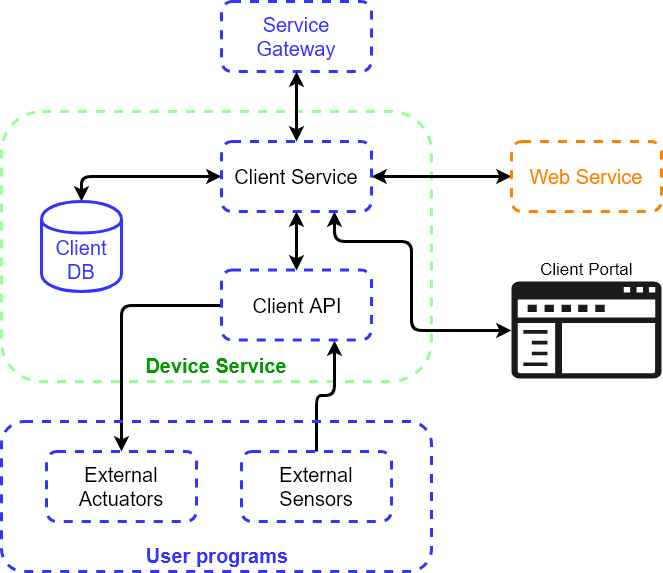 Service
Gateway
Client Service
Web Service
Client
DB
Client Portal
Client API
Device Service
External
Actuators
External
Sensors
User programs